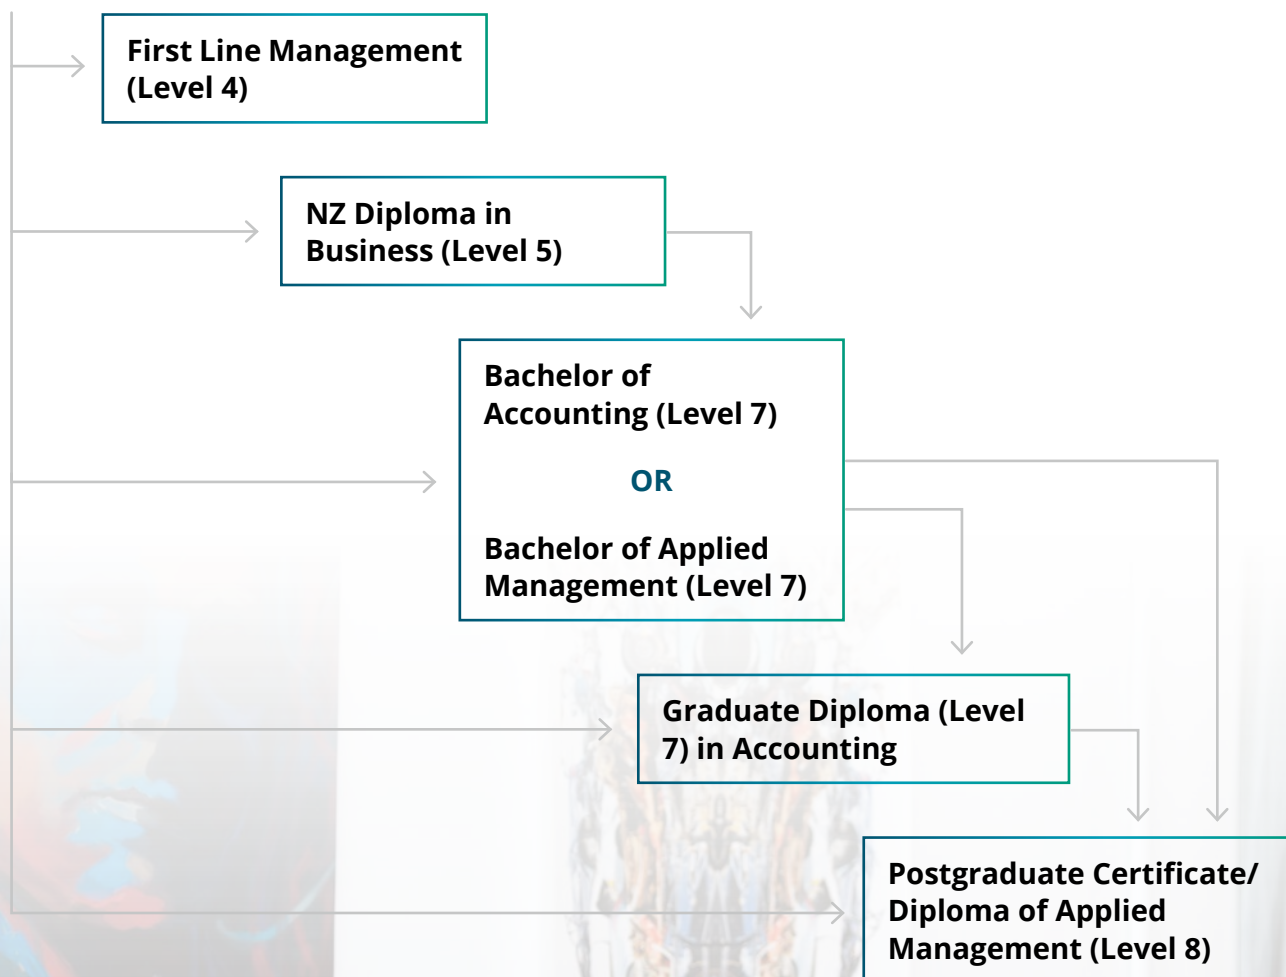 First Line Management
(Level 4)
NZ Diploma in
Business (Level 5)
Bachelor of
Accounting (Level 7)
OR
Bachelor of Applied
Management (Level 7)
Graduate Diploma (Level
7) in Accounting
Postgraduate Certificate/
Diploma of Applied
Management (Level 8)